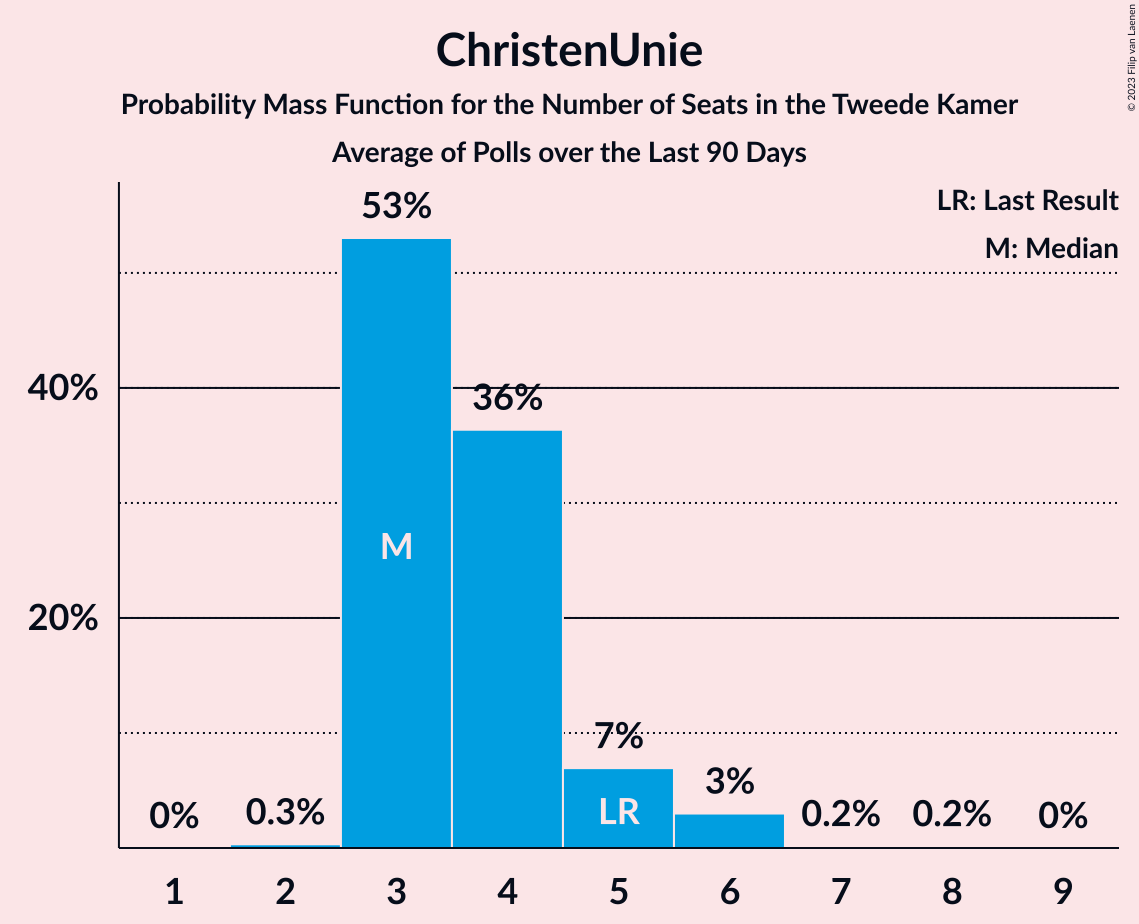 ChristenUnie
Probability Mass Function for the Number of Seats in the Tweede Kamer
Average of Polls over the Last 90 Days
© 2023 Filip van Laenen
LR: Last Result
M: Median
53%
40%
36%
M
20%
7%
3%
LR
0%
0.3%
0.2%
0.2%
0%
1 2 3 4 5 6 7 8 9